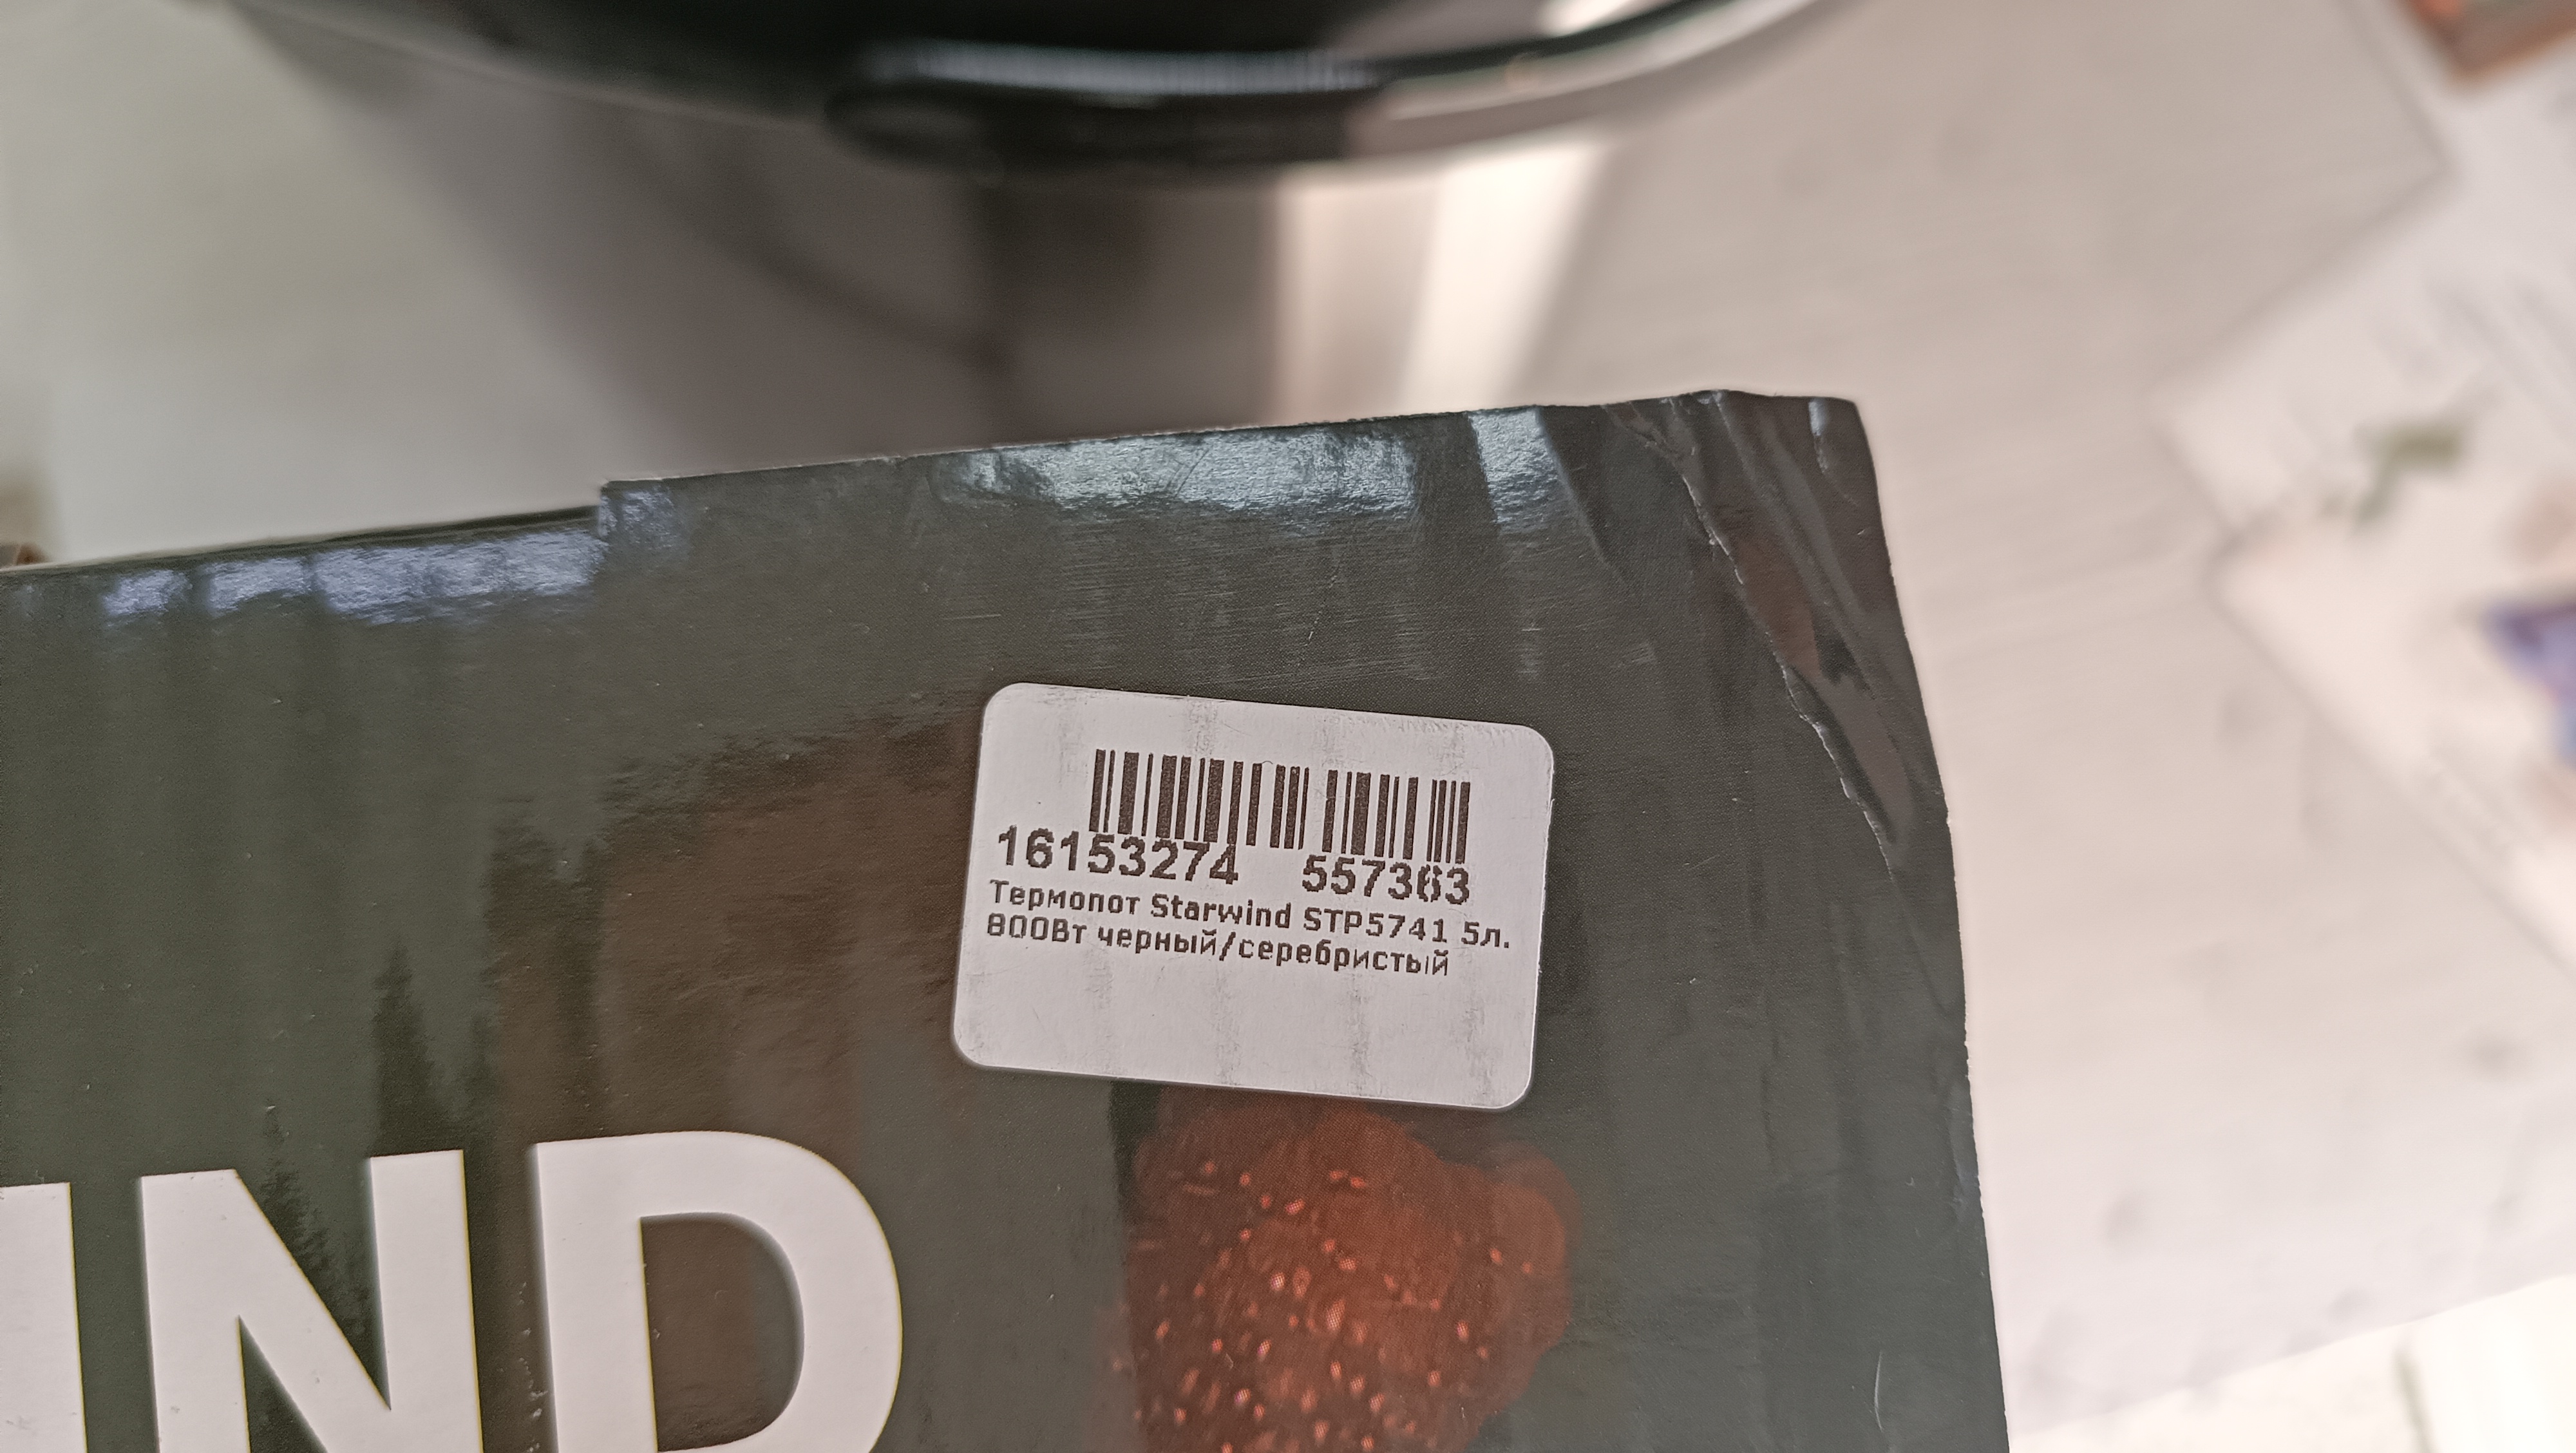 16153274 557363
Термопот Starwind STP5741 5л.
800Вт черный/серебристый
IND